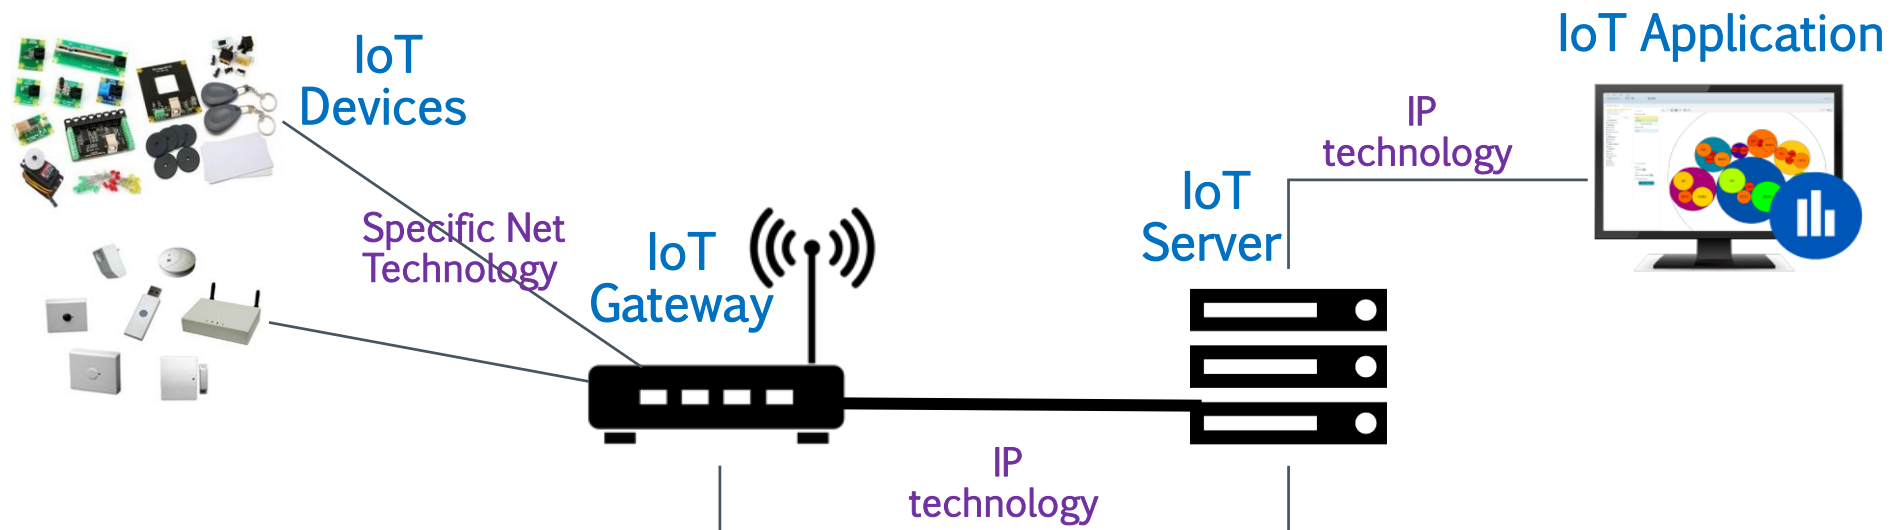 IoT
Devices
Specific Net
Technology
IoT
Gateway
IP
technology
IoT
Server
IP
technology
IoT Application